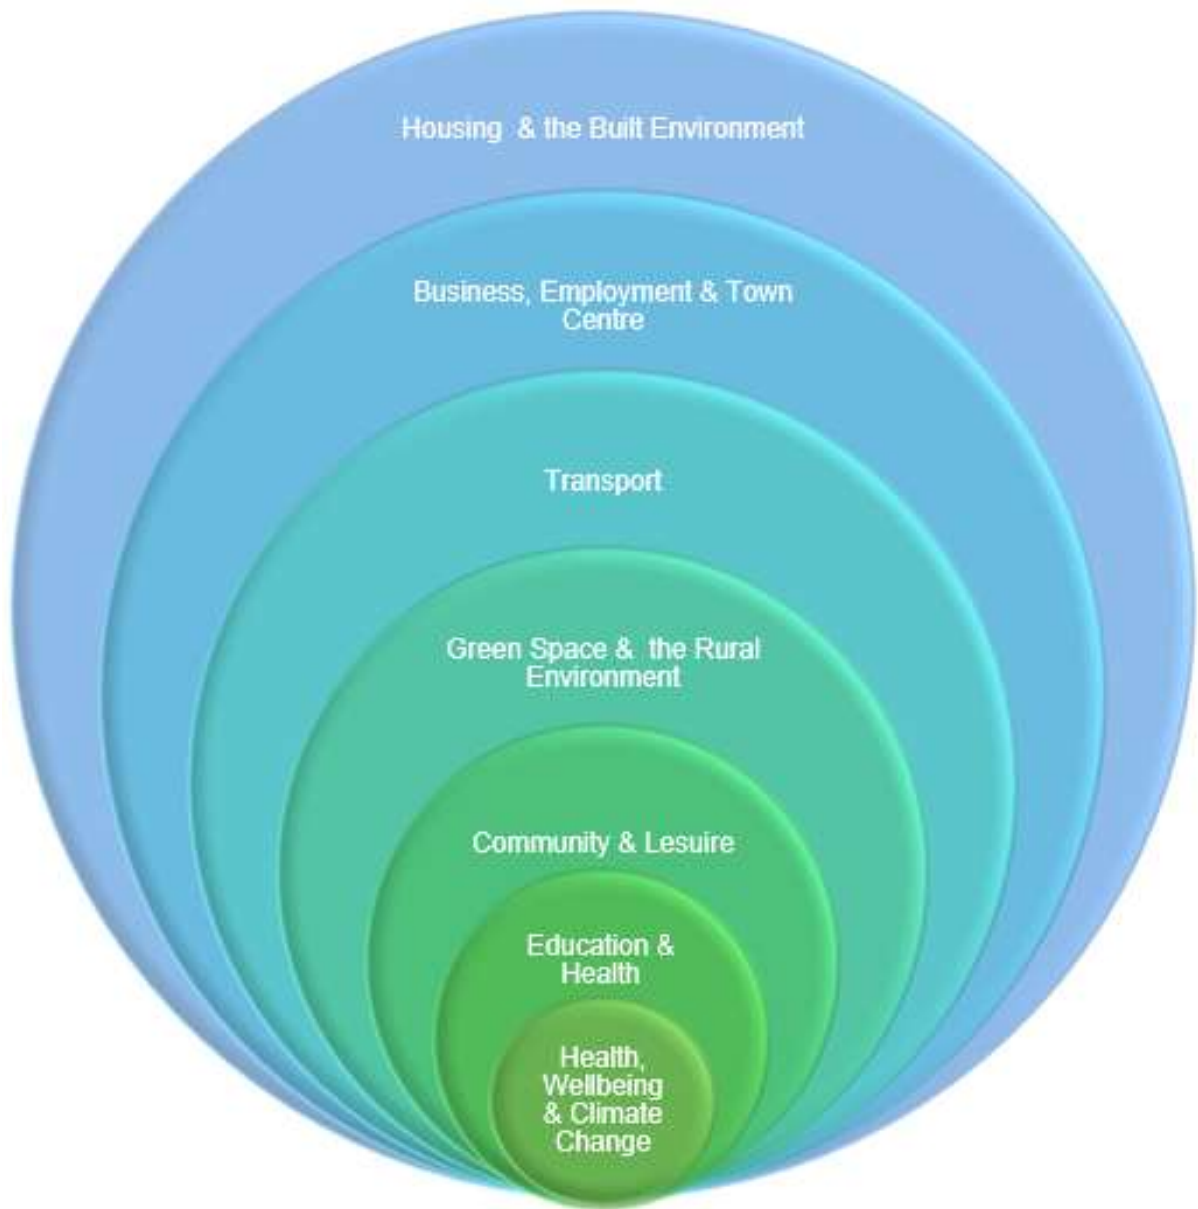 Housing  & the Built Environment
Business, Employment & Town
Centre
Transport
Green Space &  the Rural
Environment
Community & Lesuire
Education &
Health
Health,
Wellbeing
& Climate
Change